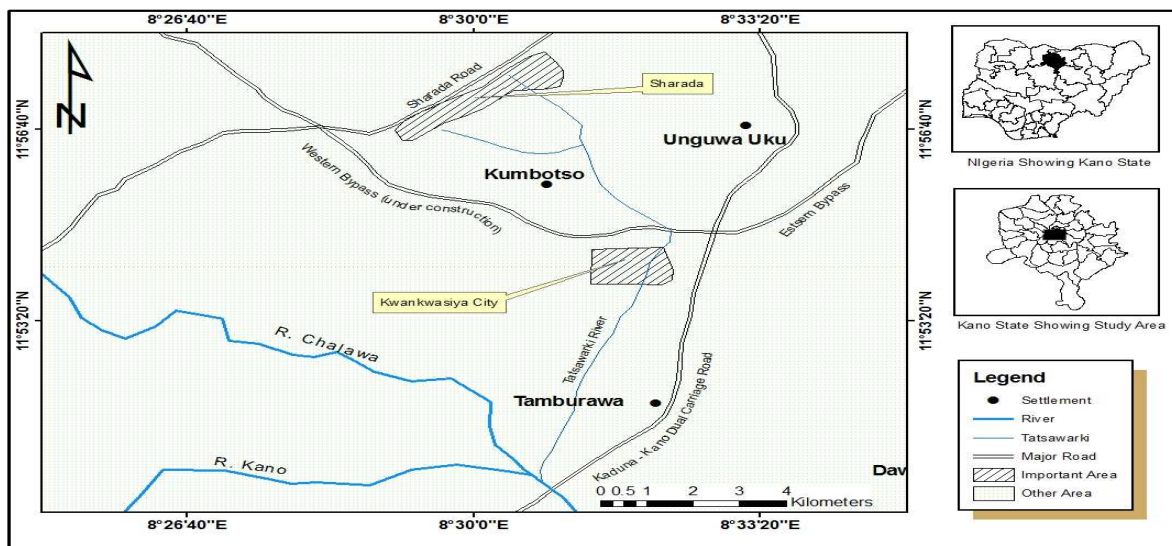 8°26'40"E 8°30'0"E 8°33'20"E
N
Sharada Road
Sharada
11°56'40"N
11°56'40"N
Unguwa Uku
Kumbotso
Western Bypass (under construction)
Estsern Bypass
Kwankwasiya City
11°53'20"N
11°53'20"N
R. Chalawa
Tatsawarki River
Tamburawa
Kaduna - Kano Dual Carriage Road
R. Kano
Daw
0 0.5 1 2 3 4
Kilometers
8°26'40"E 8°30'0"E 8°33'20"E
NIgeria Showing Kano State
Kano State Showing Study Area
Legend
Settlement
River
Tatsawarki
Major Road
Important Area
Other Area